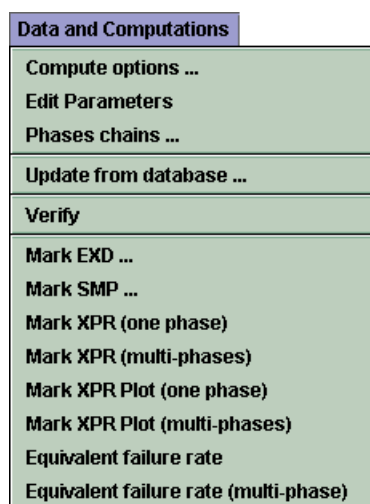 Data and Computations
Compute options ...
Edit Parameters
Phases chains ...
Update from database ...
Verify
Mark EXD ...
Mark SMP ...
Mark XPR (one phase)
Mark XPR (multi-phases)
Mark XPR Plot (one phase)
Mark XPR Plot (multi-phases)
Equivalent failure rate
Equivalent failure rate (multi-phase)